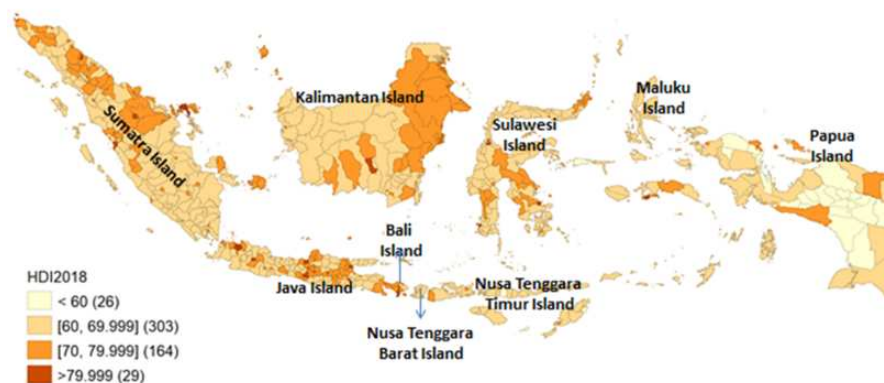 Kalimantan Island
Sumatra Island
Sulawesi
Island
Maluku
Island
Papua
Island
Bali
Island
Java Island
Nusa Tenggara
Timur Island
Nusa Tenggara
Barat Island
HDI2018
< 60 (26)
[60, 69.999] (303)
[70, 79.999] (164)
>79.999 (29)